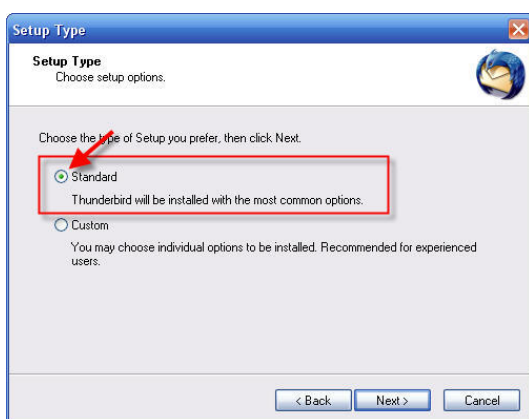 Setup Type
Setup Type
Choose setup options.
Choose the type of Setup you prefer, then click Next.
Standard
Thunderbird will be installed with the most common options.
Custom
You may choose individual options to be installed. Recommended for experienced
users.
< Back Next > Cancel